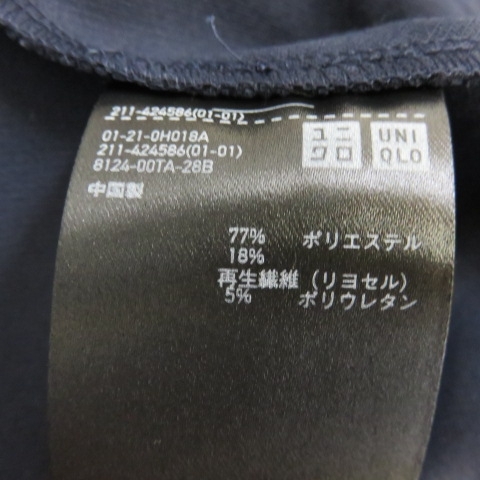 211-424586(01-01)
01-21-0H018A
211-424586(01-01)
8124-00TA-28B
中国製
ユニ
クロ
UNI
QLO
77% ポリエステル
18%
再生繊維 (リヨセル)
5% ポリウレタン